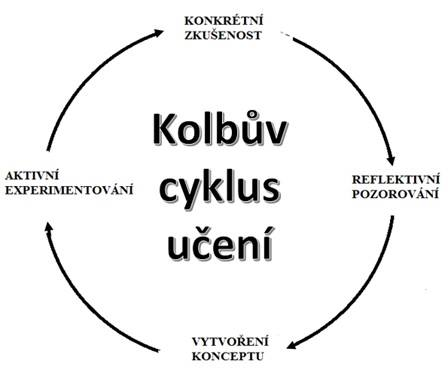 KONKRÉTNÍ
ZKUŠENOST
Kolbův
cyklus
učení
AKTIVNÍ
EXPERIMENTOVÁNÍ
REFLEKTIVNÍ
POZOROVÁNÍ
VYTVOŘENÍ
KONCEPTU